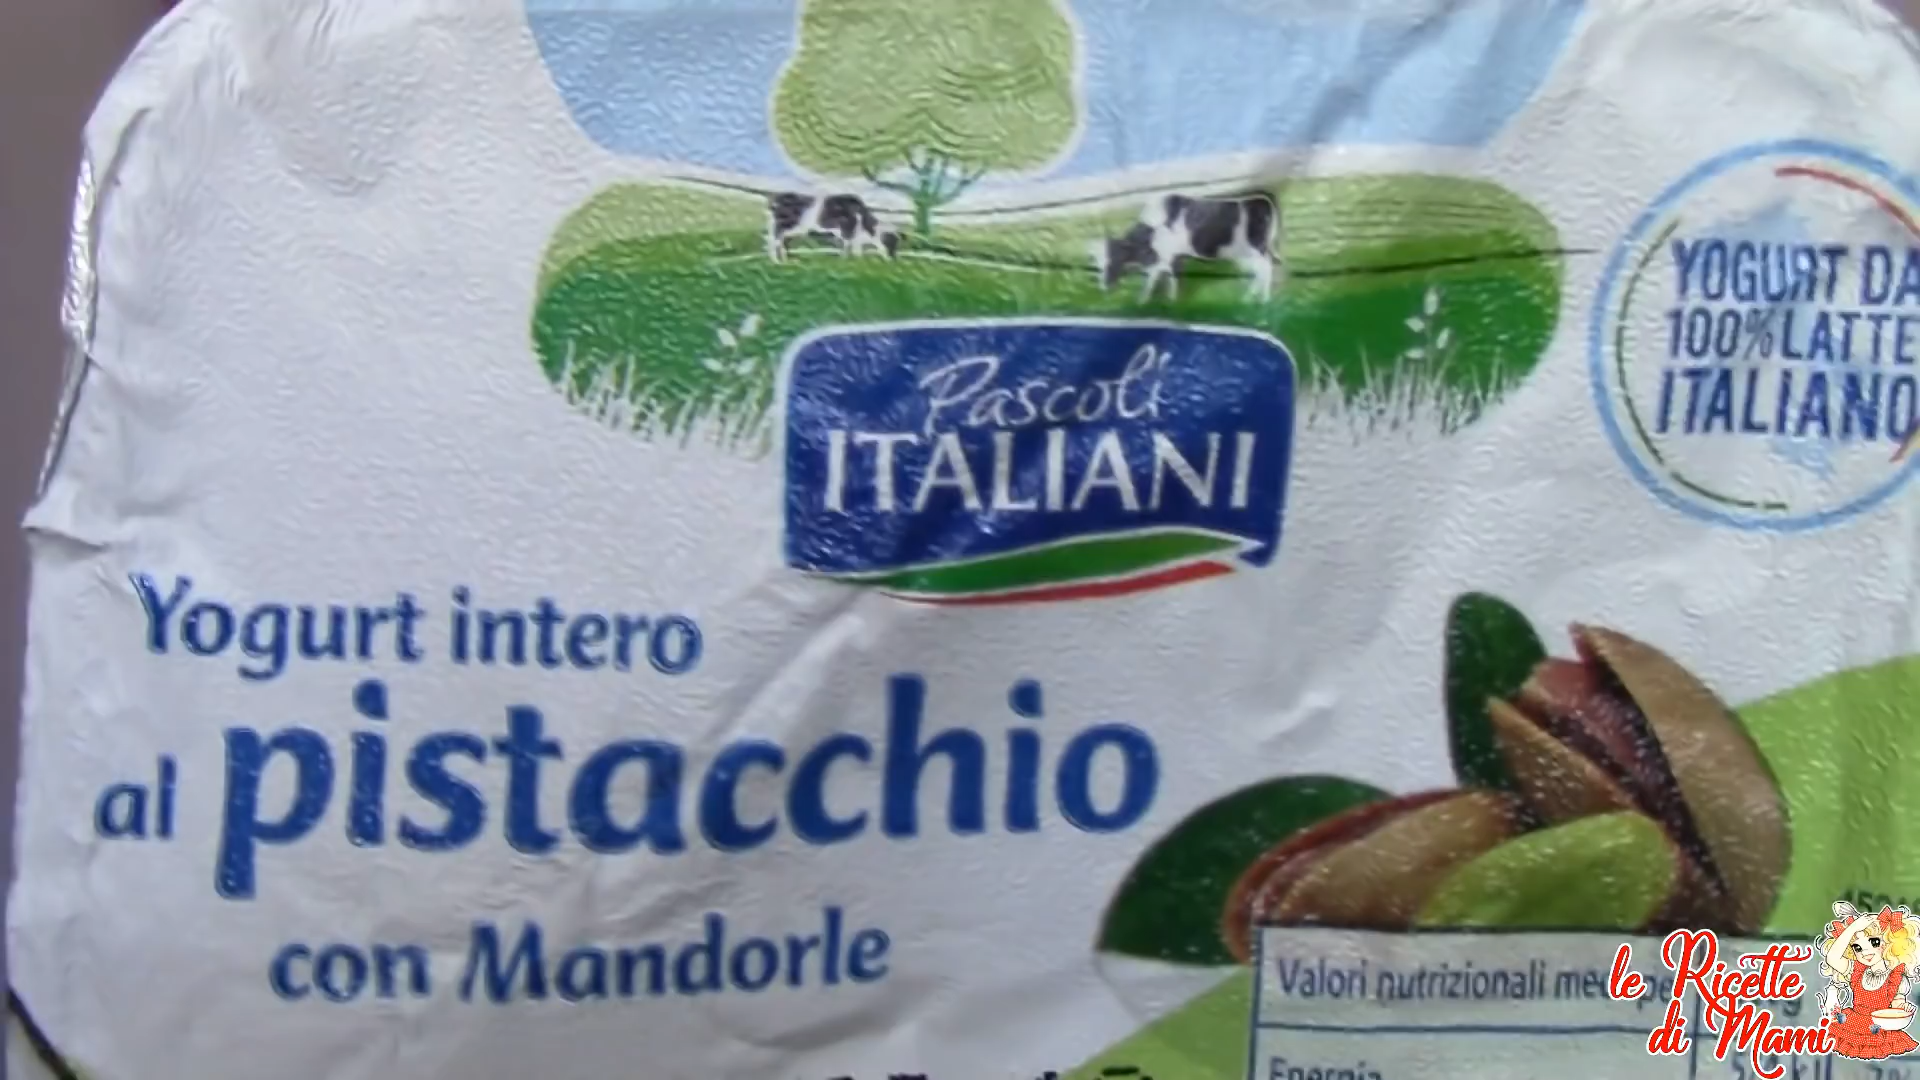 Pascoli
ITALIANI
YOGURT DA
100% LATTE
ITALIANO
Yogurt intero
al pistacchio
con Mandorle
Valori nutrizionali
Energia
le Ricette
di Mami